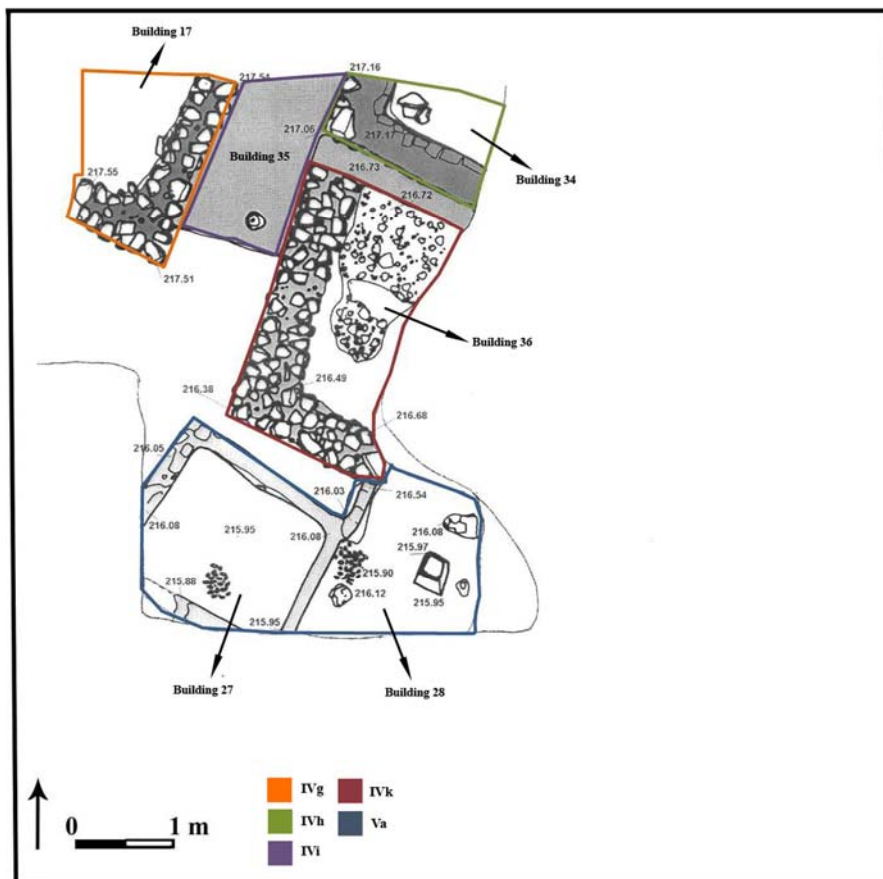 Building 17
217.54
217.16
217.06
217.17
Building 35
217.55
216.73
Building 34
216.72
217.51
Building 36
216.49
216.38
216.68
216.05
216.03
216.54
216.08
215.95
216.08
216.08
215.97
215.90
215.88
216.12
215.95
215.95
Building 27
Building 28
0 1 m
IVg IVk
IVh Va
IVi